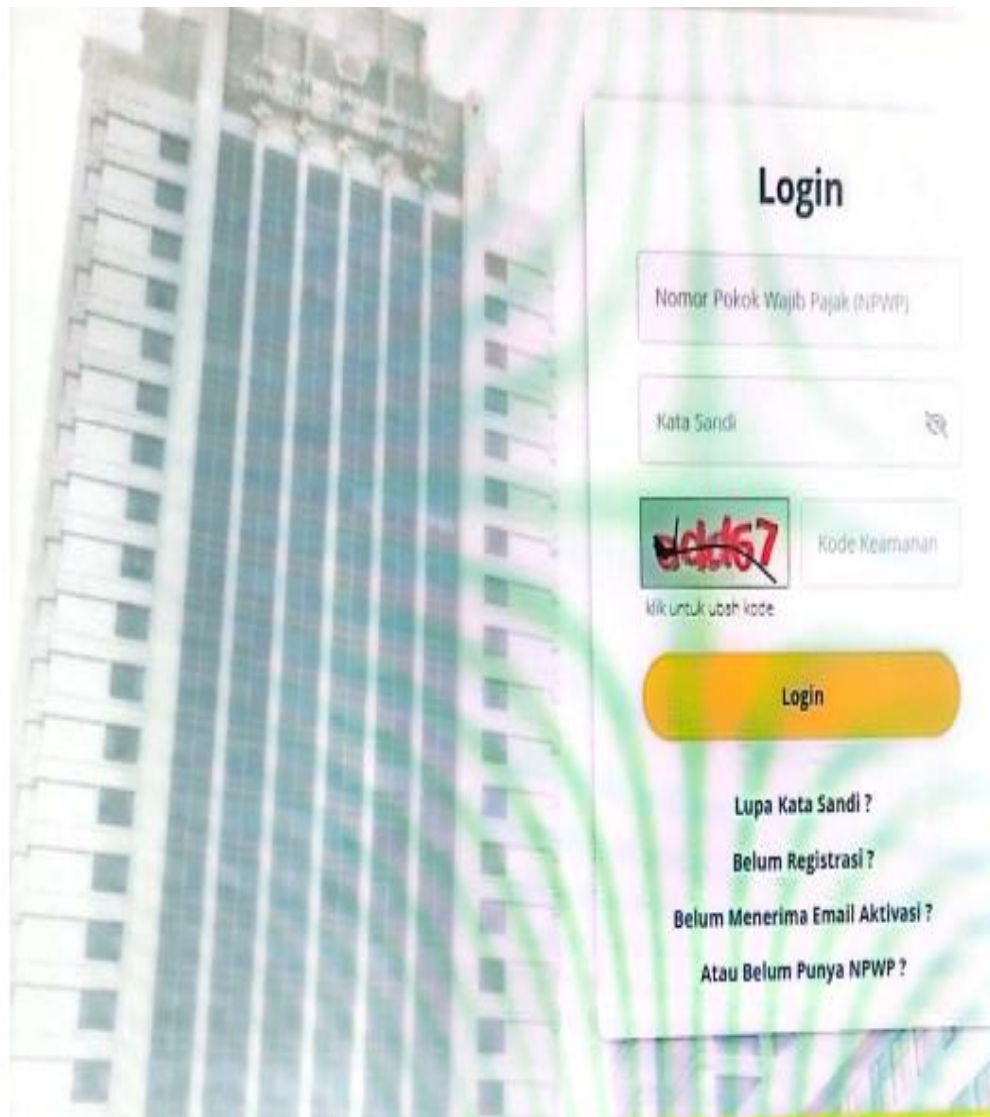 Login
Nomor Pokok Wajib Pajak (NPWP)
Kata Sandi
Kode Keamanan
klik untuk ubah kode
Login
Lupa Kata Sandi ?
Belum Registrasi ?
Belum Menerima Email Aktivasi ?
Atau Belum Punya NPWP ?